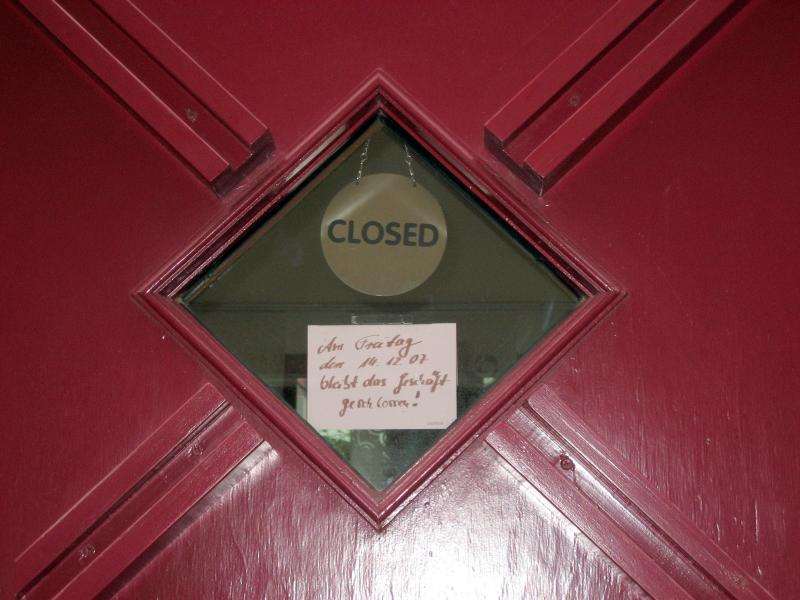 CLOSED
Am Freitag
den 14. 12. 07
bleibt das Geschäft
geschlossen!